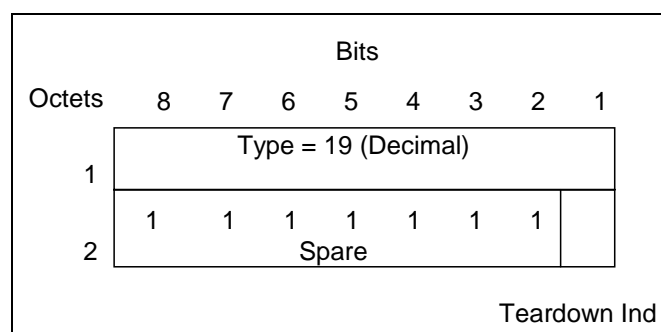 Bits
Octets 8 7 6 5 4 3 2 1
Type = 19 (Decimal)
1
1 1 1 1 1 1 1
2 Spare
Teardown Ind